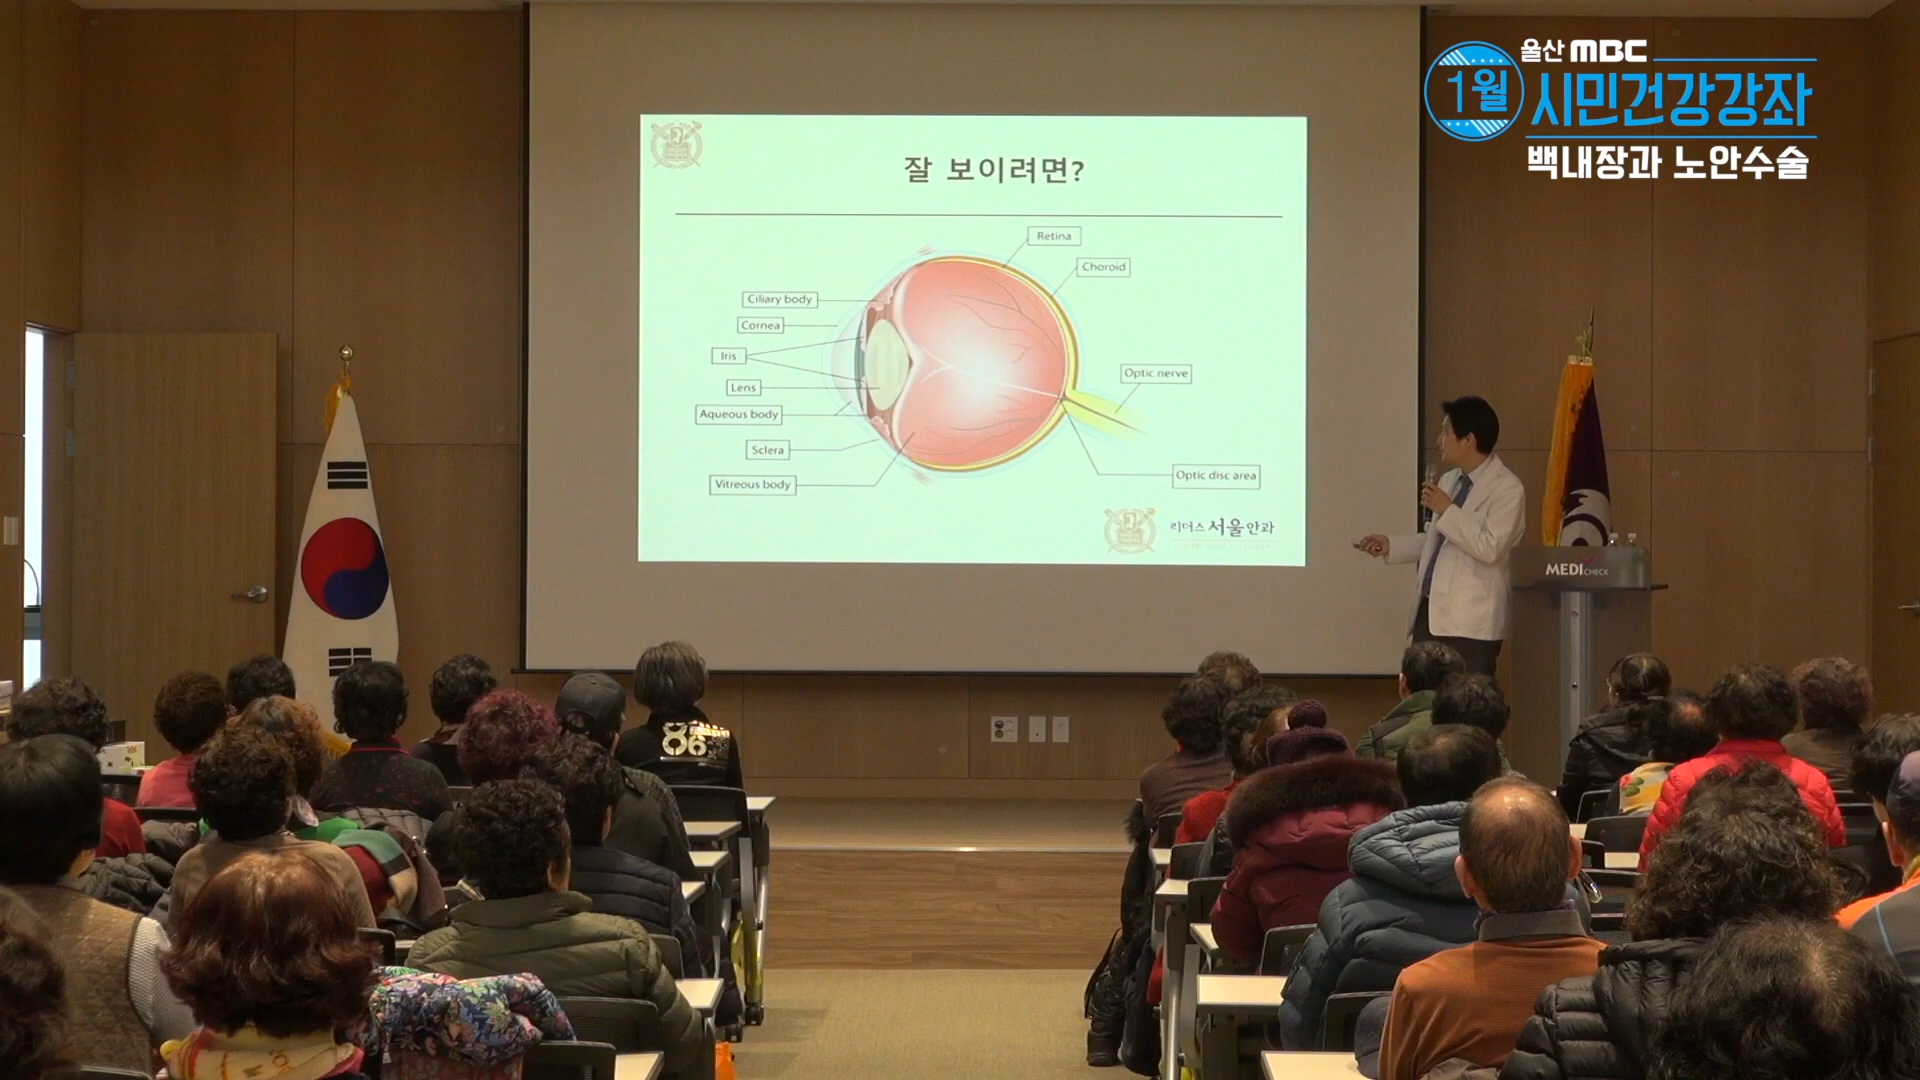 울산 MBC
1월
시민건강강좌
백내장과 노안수술
잘 보이려면?
Retina
Choroid
Ciliary body
Cornea
Iris
Lens
Aqueous body
Sclera
Vitreous body
Optic nerve
Optic disc area
리더스 서울안과
MEDICHECK
86